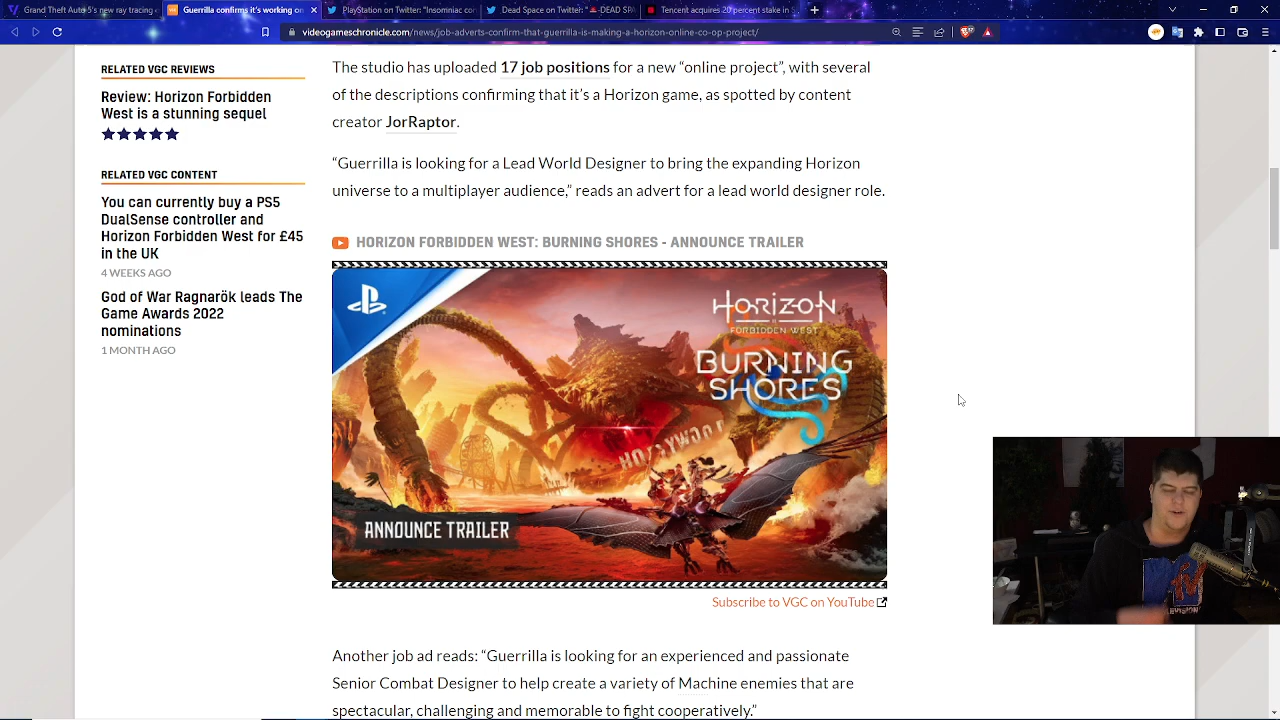 Grand Theft Auto 5's new ray tracing e
Guerrilla confirms it's working on
PlayStation on Twitter: "Insomniac co
Dead Space on Twitter: "🔺DEAD SP
Tencent acquires 20 percent stake in S
videogameschronicle.com/news/job-adverts-confirm-that-guerrilla-is-making-a-horizon-online-co-op-project/
RELATED VGC REVIEWS
Review: Horizon Forbidden
West is a stunning sequel
RELATED VGC CONTENT
You can currently buy a PS5
DualSense controller and
Horizon Forbidden West for £45
in the UK
4 WEEKS AGO
God of War Ragnarök leads The
Game Awards 2022
nominations
1 MONTH AGO
The studio has uploaded 17 job positions for a new “online project”, with several
of the descriptions confirming that it’s a Horizon game, as spotted by content
creator JorRaptor.
“Guerrilla is looking for a Lead World Designer to bring the expanding Horizon
universe to a multiplayer audience,” reads an advert for a lead world designer role.
HORIZON FORBIDDEN WEST: BURNING SHORES - ANNOUNCE TRAILER
HORIZON
FORBIDDEN WEST
BURNING
SHORES
HOLLYWOOD
ANNOUNCE TRAILER
Subscribe to VGC on YouTube
Another job ad reads: “Guerrilla is looking for an experienced and passionate
Senior Combat Designer to help create a variety of Machine enemies that are
spectacular, challenging and memorable to fight cooperatively.”